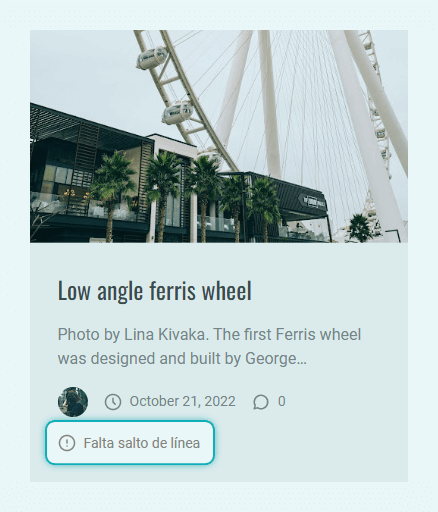 Low angle ferris wheel
Photo by Lina Kivaka. The first Ferris wheel
was designed and built by George…
October 21, 2022 0
Falta salto de línea